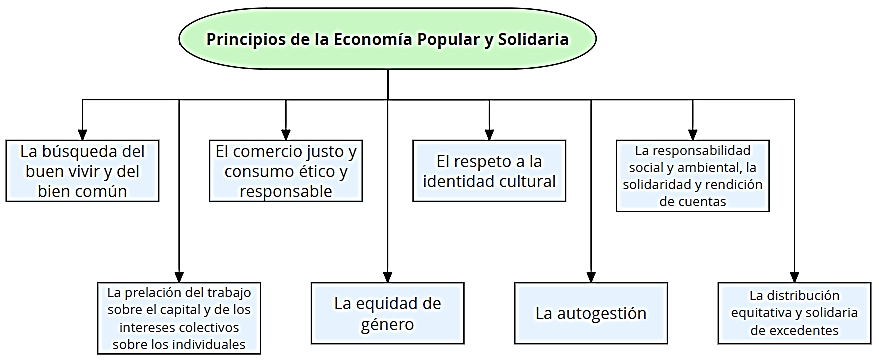 Principios de la Economía Popular y Solidaria
La búsqueda del
buen vivir y del
bien común
El comercio justo y
consumo ético y
responsable
El respeto a la
identidad cultural
La responsabilidad
social y ambiental, la
solidaridad y rendición
de cuentas
La prelación del trabajo
sobre el capital y de los
intereses colectivos
sobre los individuales
La equidad de
género
La autogestión
La distribución
equitativa y solidaria
de excedentes